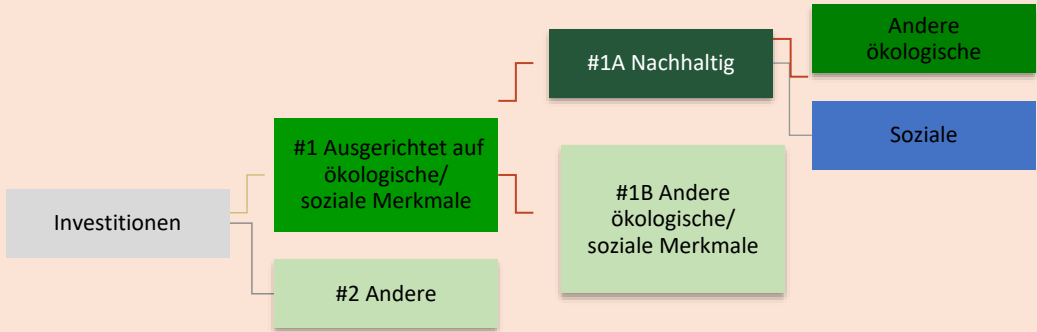 Investitionen
#1 Ausgerichtet auf
ökologische/
soziale Merkmale
#2 Andere
#1A Nachhaltig
#1B Andere
ökologische/
soziale Merkmale
Andere
ökologische
Soziale